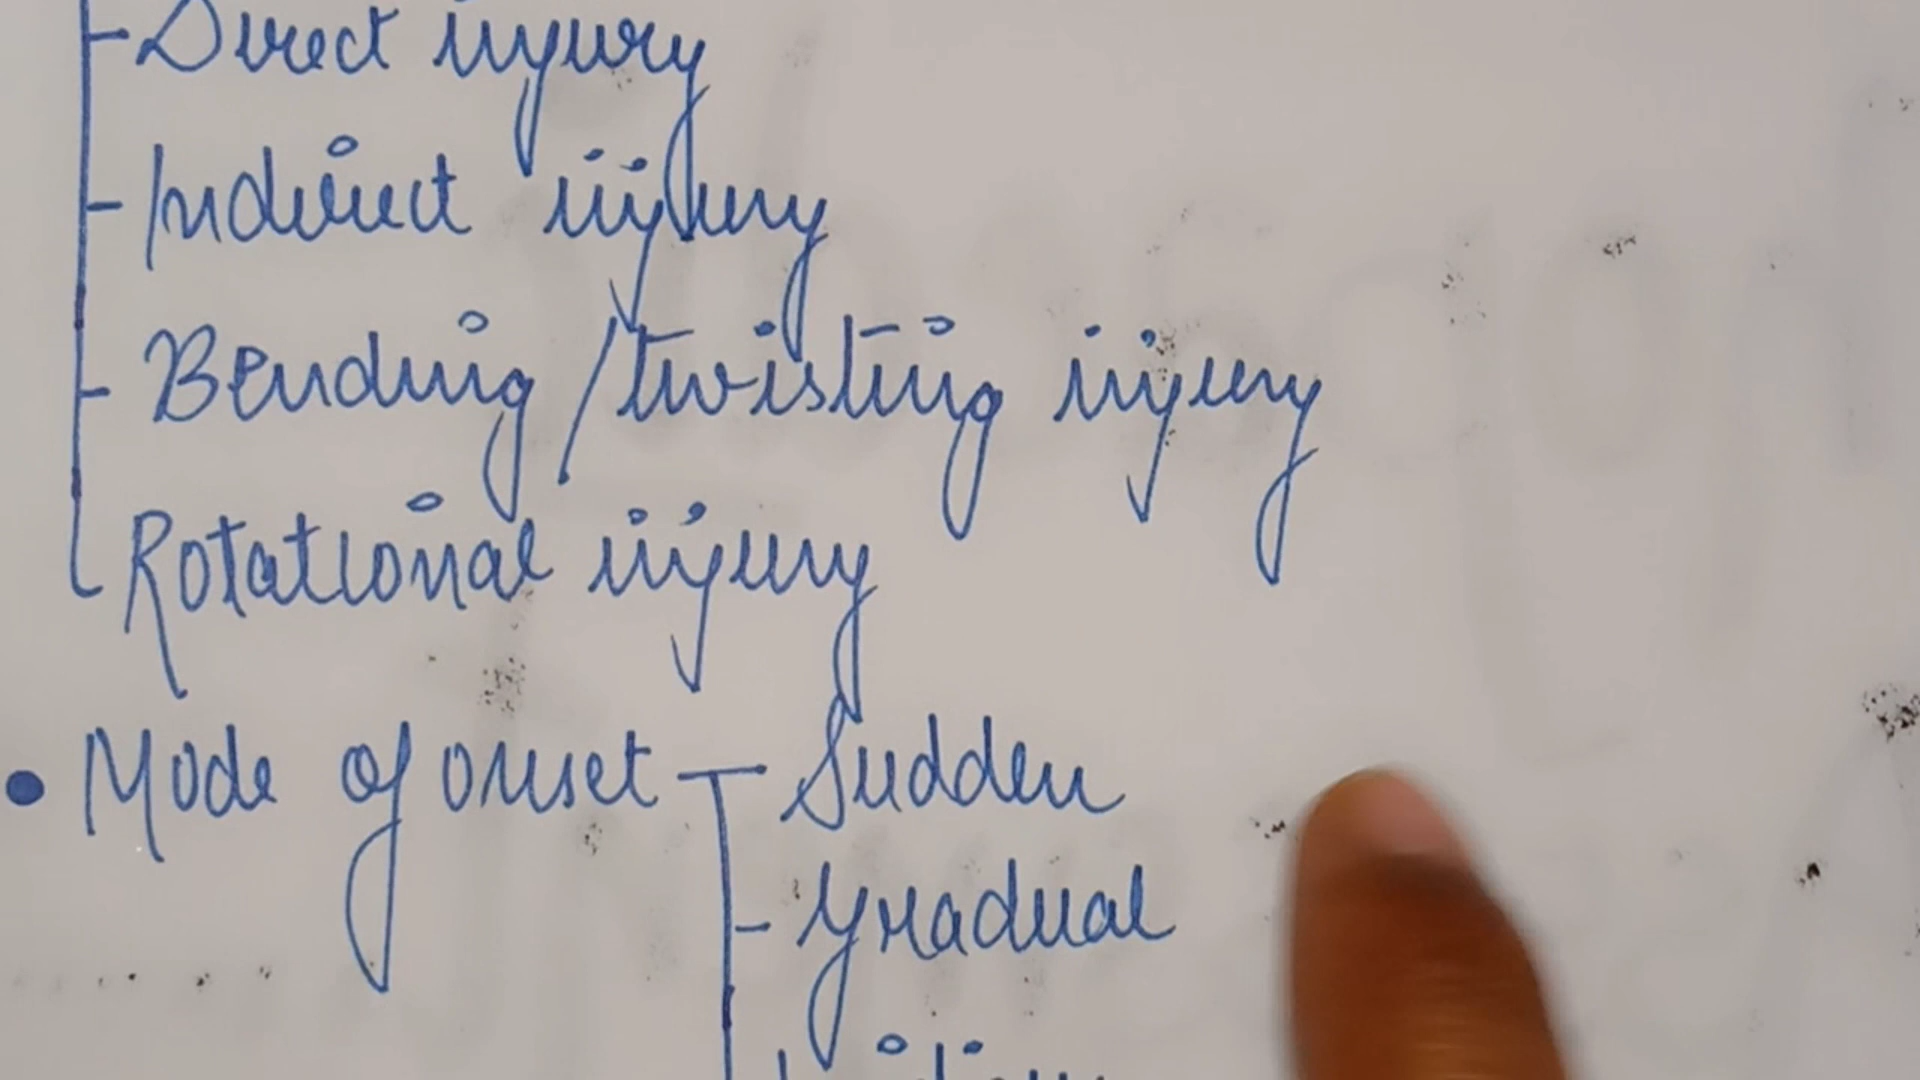 - Direct injury
- Indirect injury
- Bending / twisting injury
Rotational injury
• Mode of onset - Sudden
- Gradual